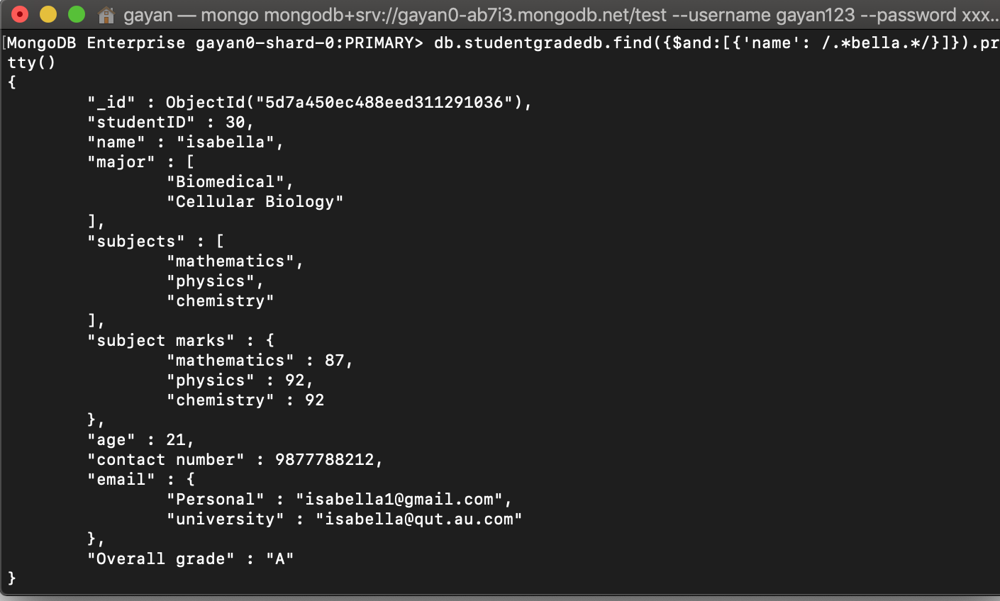 gayan — mongo mongodb+srv://gayan0-ab7i3.mongodb.net/test --username gayan123 --password xxx...
[MongoDB Enterprise gayan0-shard-0:PRIMARY> db.studentgradedb.find({$and:[{'name': /.*bella.*/}]}).pr
tty()
{
        "_id" : ObjectId("5d7a450ec488eed311291036"),
        "studentID" : 30,
        "name" : "isabella",
        "major" : [
                "Biomedical",
                "Cellular Biology"
        ],
        "subjects" : [
                "mathematics",
                "physics",
                "chemistry"
        ],
        "subject marks" : {
                "mathematics" : 87,
                "physics" : 92,
                "chemistry" : 92
        },
        "age" : 21,
        "contact number" : 9877788212,
        "email" : {
                "Personal" : "isabella1@gmail.com",
                "university" : "isabella@qut.au.com"
        },
        "Overall grade" : "A"
}